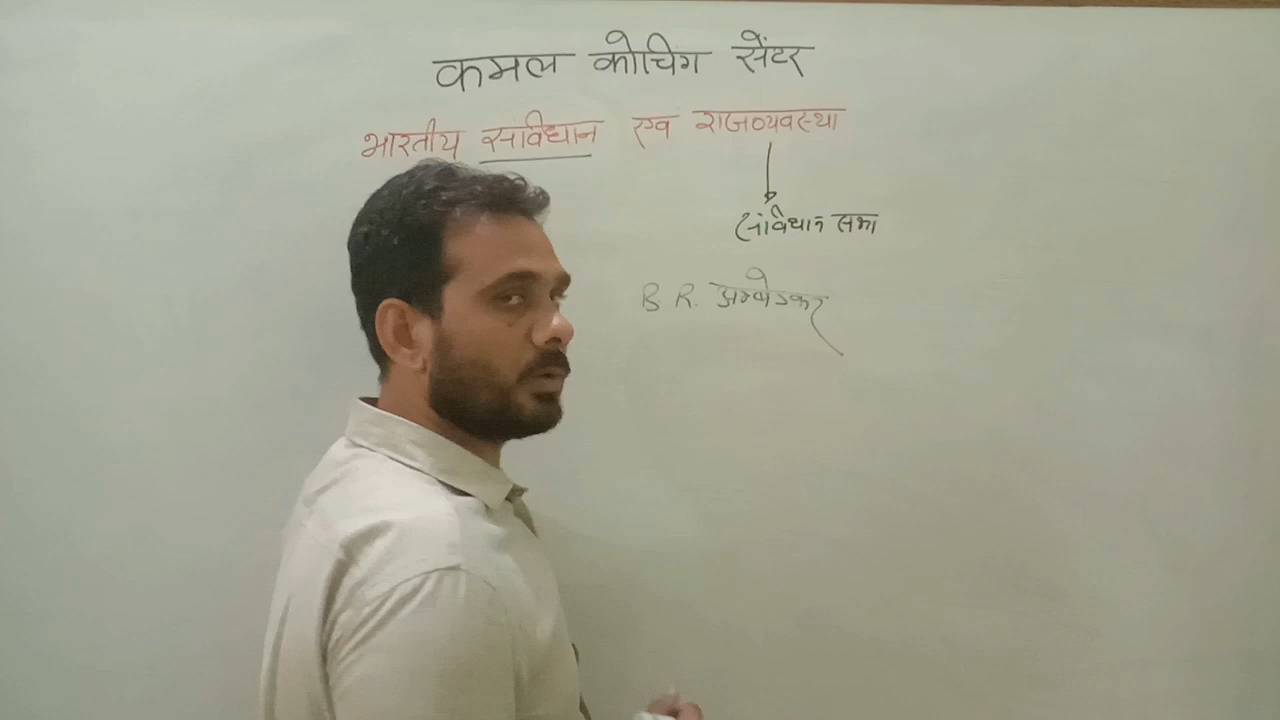 कमल कोचिंग सेंटर
भारतीय संविधान एवं राजव्यवस्था
संविधान सभा
B R. अम्बेडकर